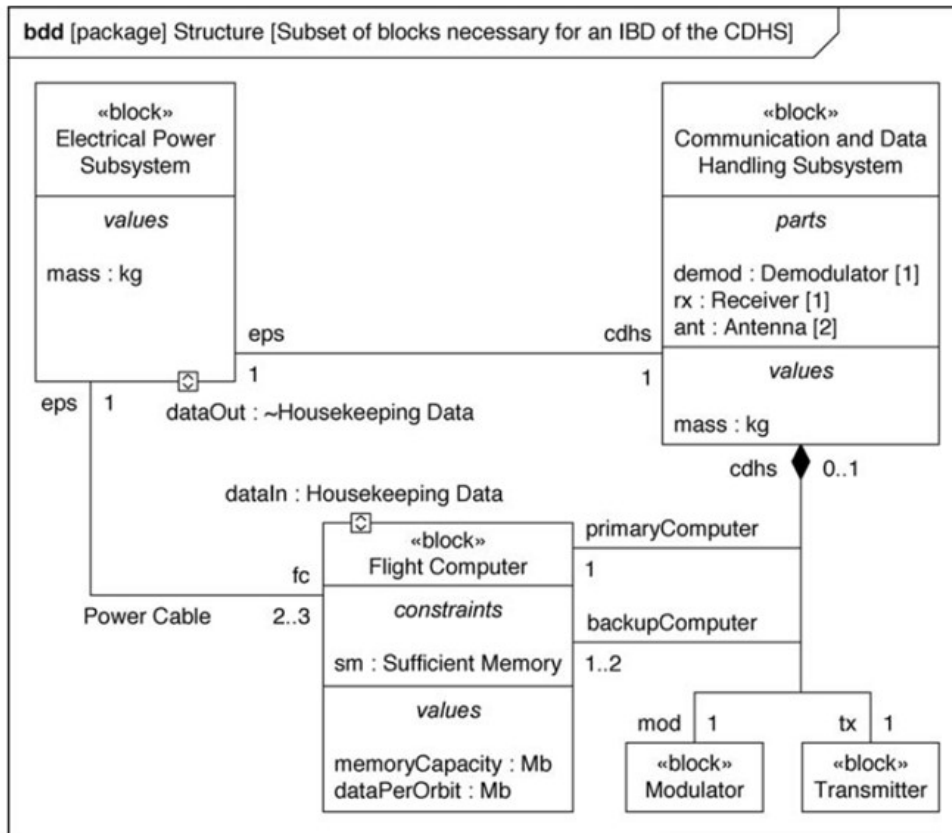 bdd [package] Structure [Subset of blocks necessary for an IBD of the CDHS]
«block»
Electrical Power
Subsystem
values
mass : kg
«block»
Communication and Data
Handling Subsystem
parts
demod : Demodulator [1]
rx : Receiver [1]
ant : Antenna [2]
values
mass : kg
eps
1
cdhs
1
eps
1
dataOut : ~Housekeeping Data
cdhs
0..1
dataIn : Housekeeping Data
«block»
Flight Computer
constraints
sm : Sufficient Memory
values
memoryCapacity : Mb
dataPerOrbit : Mb
fc
Power Cable
2..3
primaryComputer
1
backupComputer
1..2
mod
1
tx
1
«block»
Modulator
«block»
Transmitter